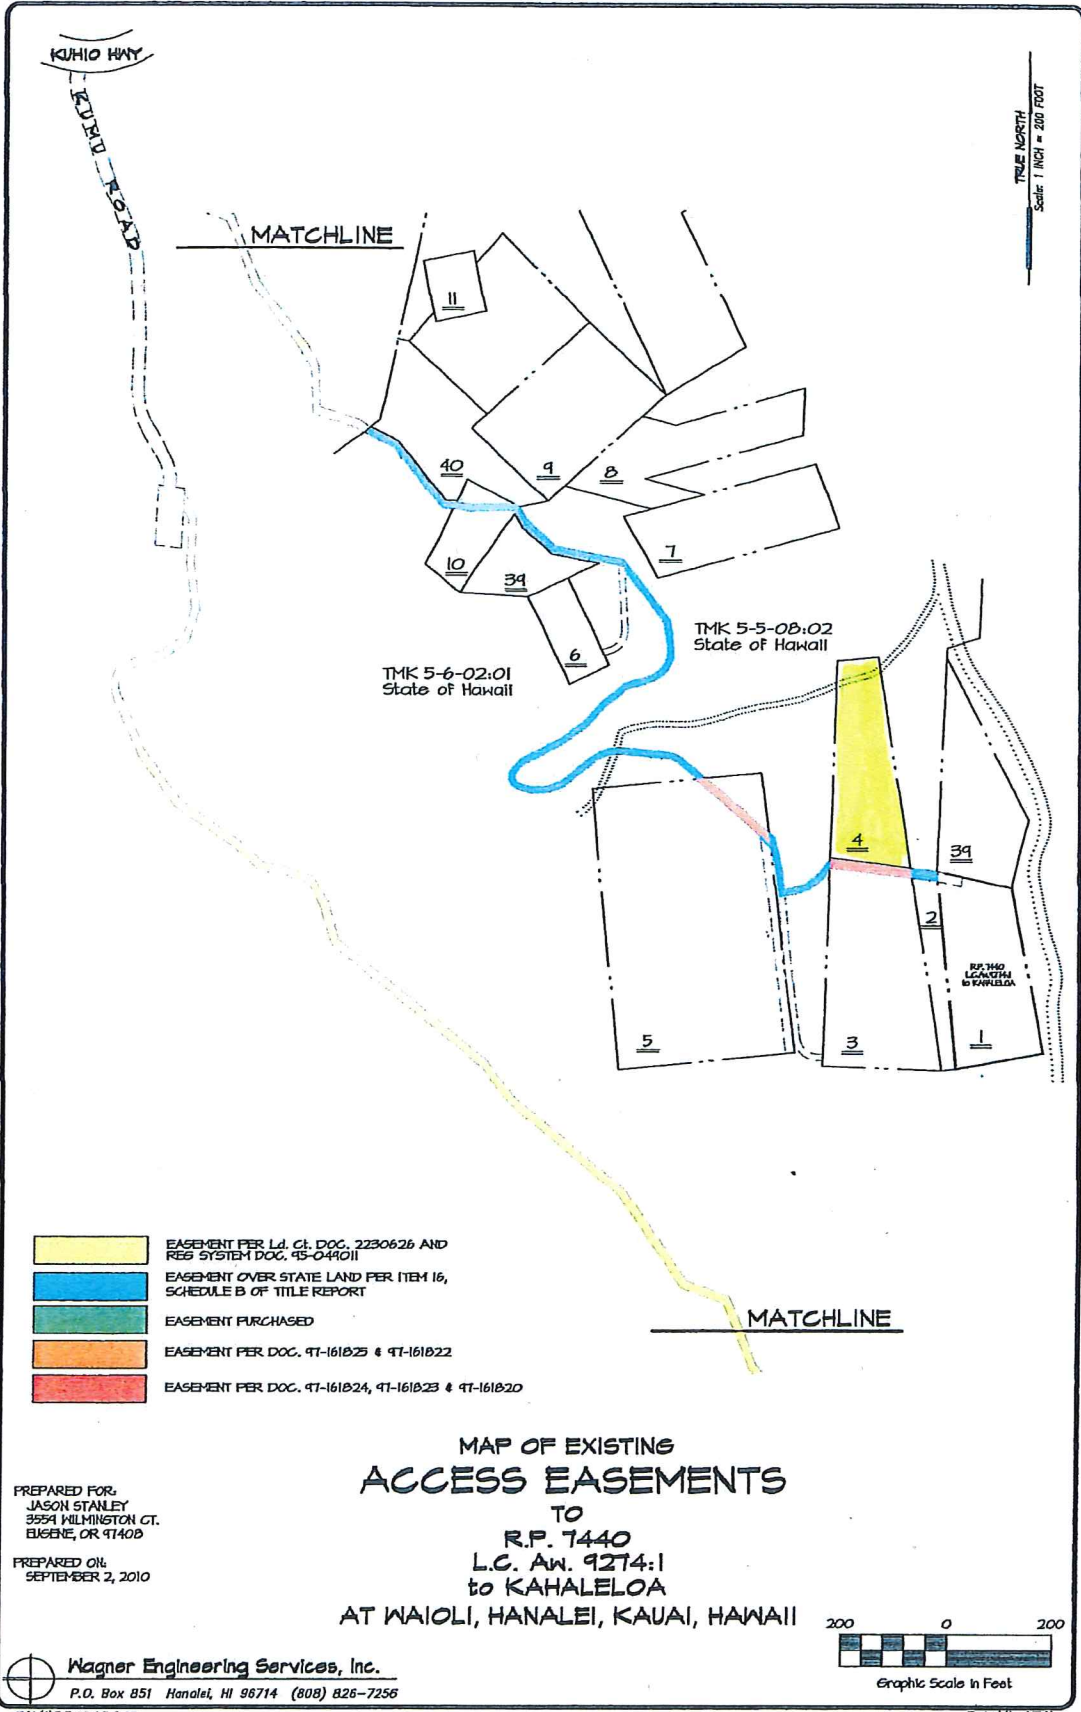 KUHIO HWY
KUMU ROAD
TRUE NORTH
Scale: 1 INCH = 200 FOOT
MATCHLINE
11
40
9
8
7
10
39
6
TMK 5-5-08:02
State of Hawaii
TMK 5-6-02:01
State of Hawaii
4
39
2
R.P. 7440
to KAHALELOA
5
3
1
EASEMENT PER Ld. Ct. DOC. 2230626 AND
REG SYSTEM DOC. 95-049011
EASEMENT OVER STATE LAND PER ITEM 16,
SCHEDULE B OF TITLE REPORT
EASEMENT PURCHASED
EASEMENT PER DOC. 97-161825 & 97-161822
EASEMENT PER DOC. 97-161824, 97-161823 & 97-161820
MATCHLINE
MAP OF EXISTING
ACCESS EASEMENTS
TO
R.P. 7440
L.C. Aw. 9274:1
to KAHALELOA
AT WAIOLI, HANALEI, KAUAI, HAWAII
PREPARED FOR:
JASON STANLEY
3559 WILMINGTON CT.
EUGENE, OR 97408
PREPARED ON:
SEPTEMBER 2, 2010
200 0 200
Graphic Scale in Feet
Wagner Engineering Services, Inc.
P.O. Box 851 Hanalei, HI 96714 (808) 826-7256